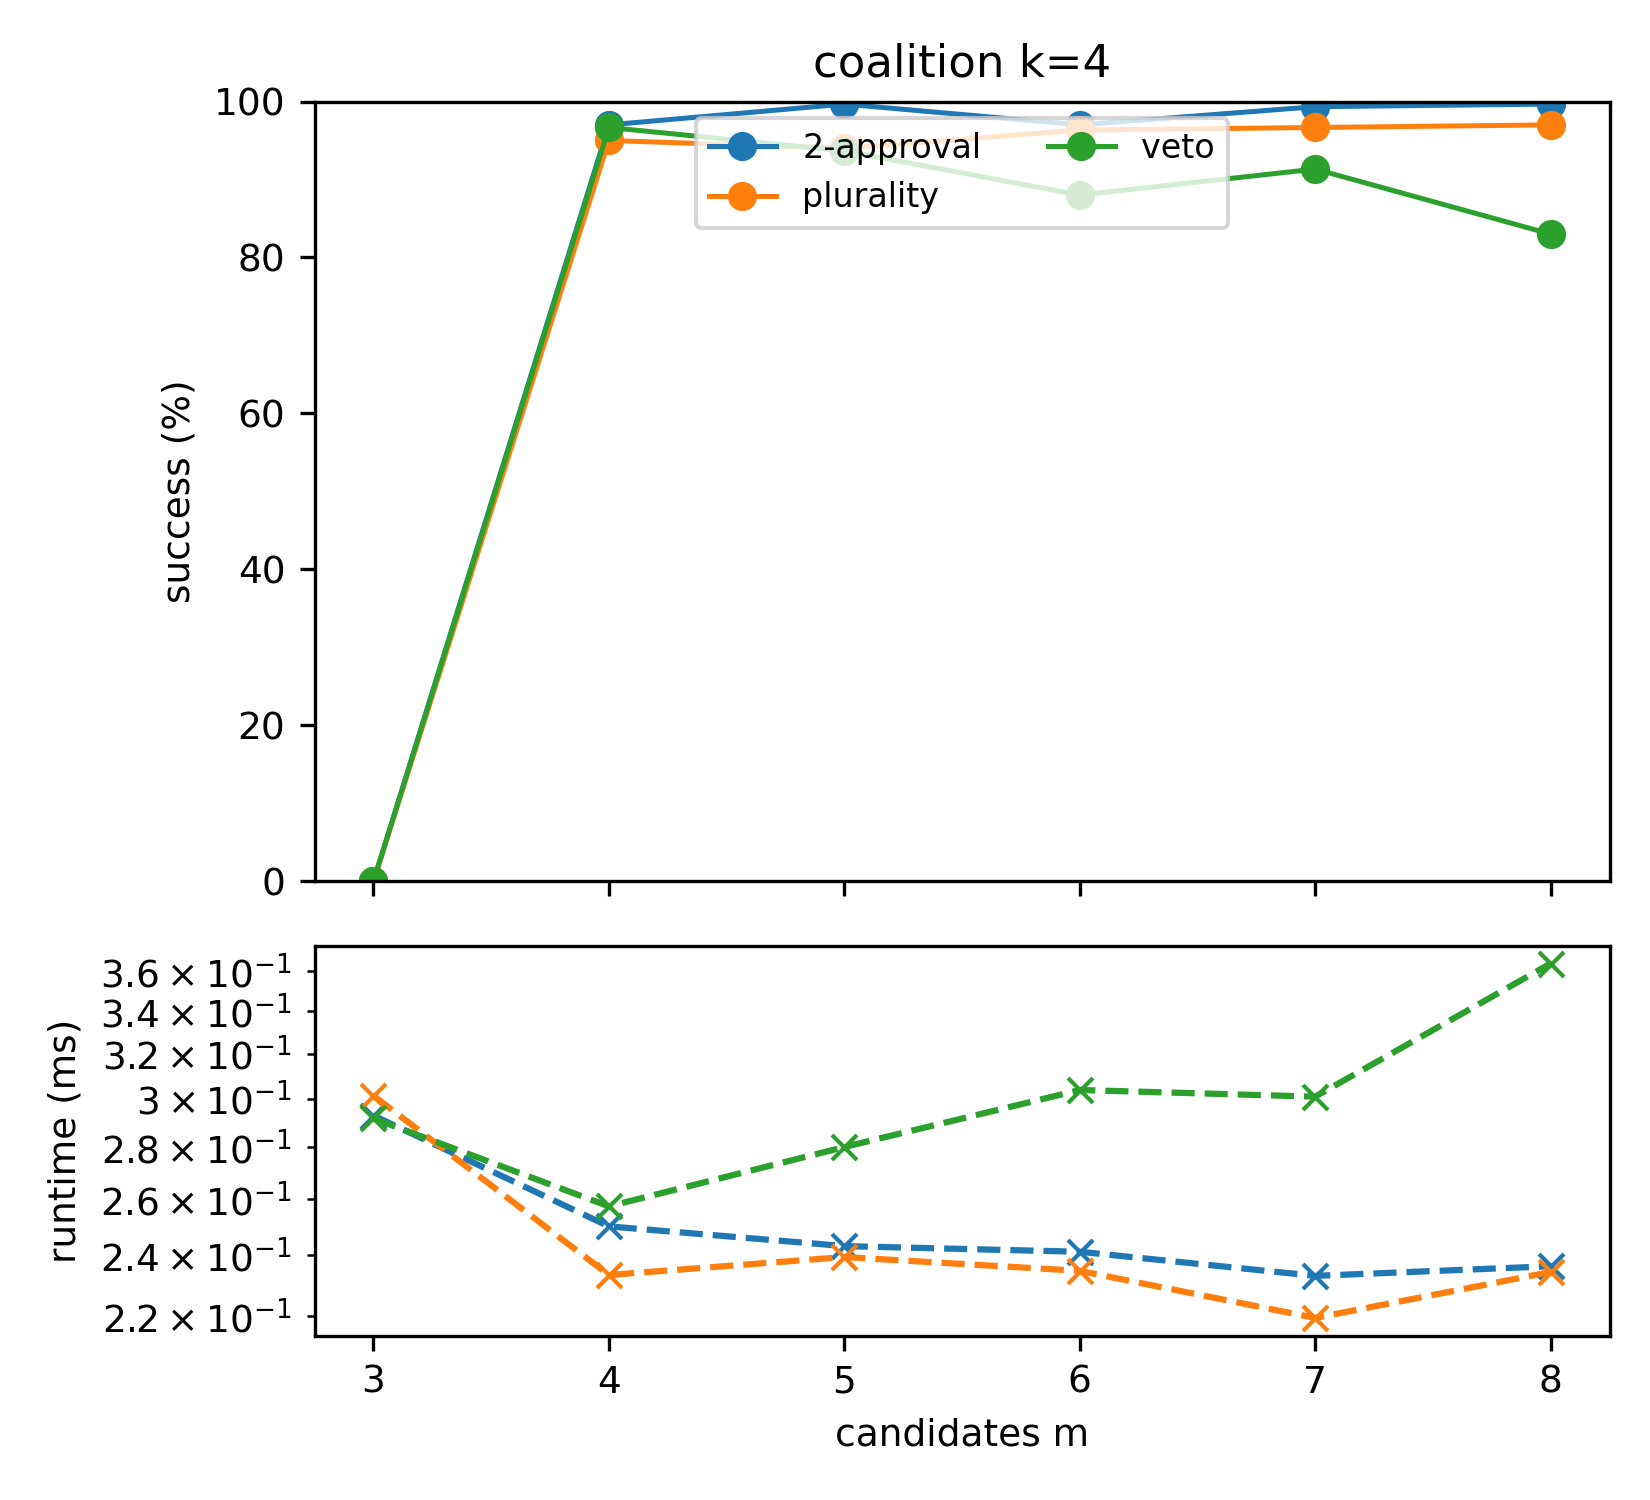 coalition k=4
100
80
60
40
20
0
success (%)
2-approval
plurality
veto
3.6 × 10⁻¹
3.4 × 10⁻¹
3.2 × 10⁻¹
3 × 10⁻¹
2.8 × 10⁻¹
2.6 × 10⁻¹
2.4 × 10⁻¹
2.2 × 10⁻¹
runtime (ms)
3 4 5 6 7 8
candidates m